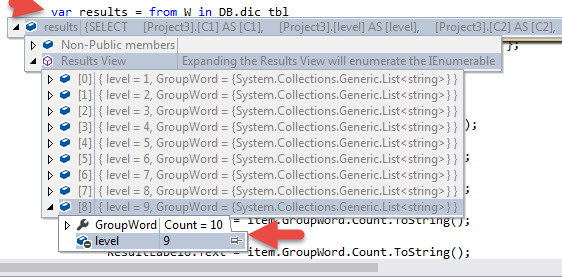 var results = from W in DB.dic tbl
results {SELECT [Project3].[C1] AS [C1], [Project3].[level] AS [level], [Project3].[C2] AS [C2],
Non-Public members
};
Results View Expanding the Results View will enumerate the IEnumerable
[0] { level = 1, GroupWord = {System.Collections.Generic.List<string>} }
[1] { level = 2, GroupWord = {System.Collections.Generic.List<string>} }
[2] { level = 3, GroupWord = {System.Collections.Generic.List<string>} }
[3] { level = 4, GroupWord = {System.Collections.Generic.List<string>} }
);
[4] { level = 5, GroupWord = {System.Collections.Generic.List<string>} }
[5] { level = 6, GroupWord = {System.Collections.Generic.List<string>} }
[6] { level = 7, GroupWord = {System.Collections.Generic.List<string>} }
[7] { level = 8, GroupWord = {System.Collections.Generic.List<string>} }
[8] { level = 9, GroupWord = {System.Collections.Generic.List<string>} }
GroupWord Count = 10 = item.GroupWord.Count.ToString();
level 9
= item.GroupWord.Count.ToString();